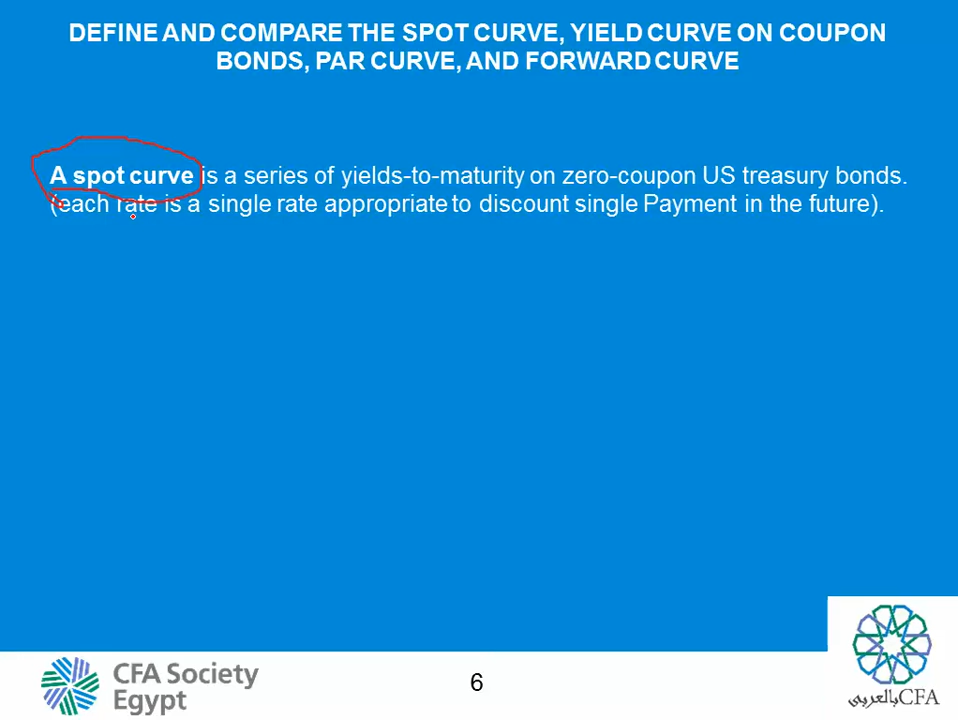 DEFINE AND COMPARE THE SPOT CURVE, YIELD CURVE ON COUPON
BONDS, PAR CURVE, AND FORWARD CURVE
A spot curve is a series of yields-to-maturity on zero-coupon US treasury bonds.
(each rate is a single rate appropriate to discount single Payment in the future).
CFA Society
Egypt
6
بالعربي CFA